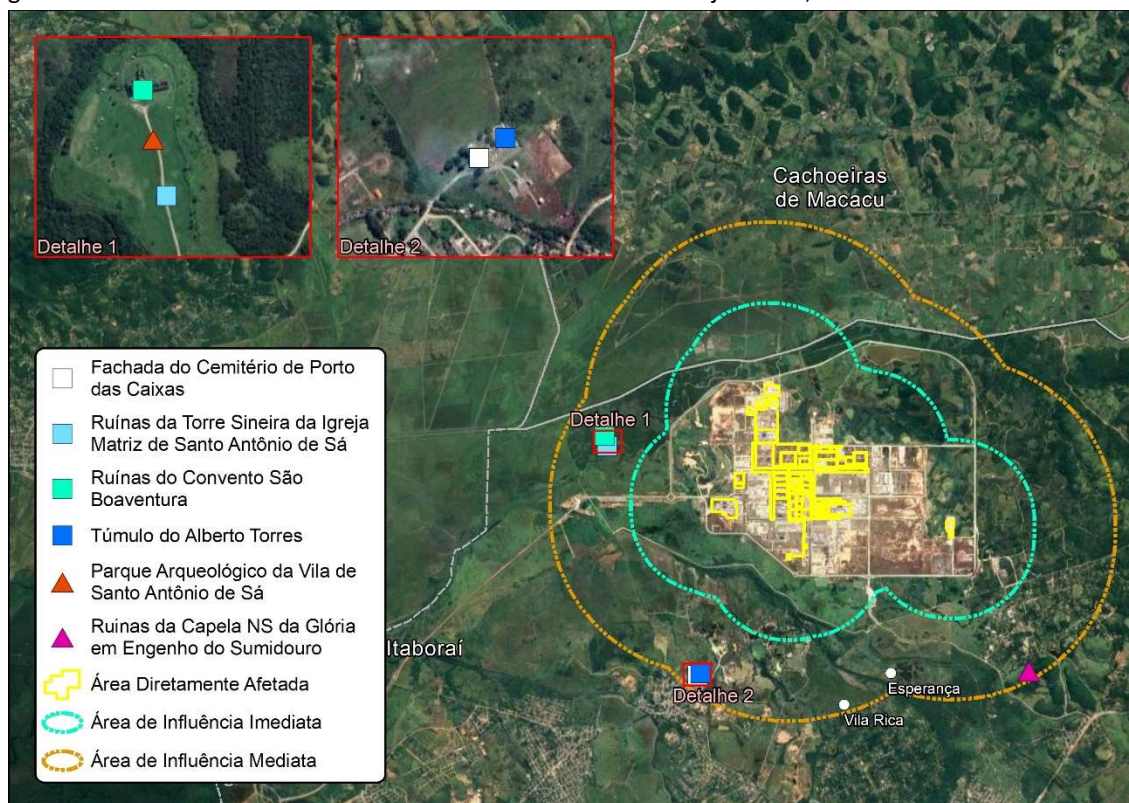 Detalhe 1
Detalhe 2
Cachoeiras
de Macacu
Detalhe 1
Itaboraí
Detalhe 2
Esperança
Vila Rica
Fachada do Cemitério de Porto
das Caixas
Ruínas da Torre Sineira da Igreja
Matriz de Santo Antônio de Sá
Ruínas do Convento São
Boaventura
Túmulo do Alberto Torres
Parque Arqueológico da Vila de
Santo Antônio de Sá
Ruinas da Capela NS da Glória
em Engenho do Sumidouro
Área Diretamente Afetada
Área de Influência Imediata
Área de Influência Mediata